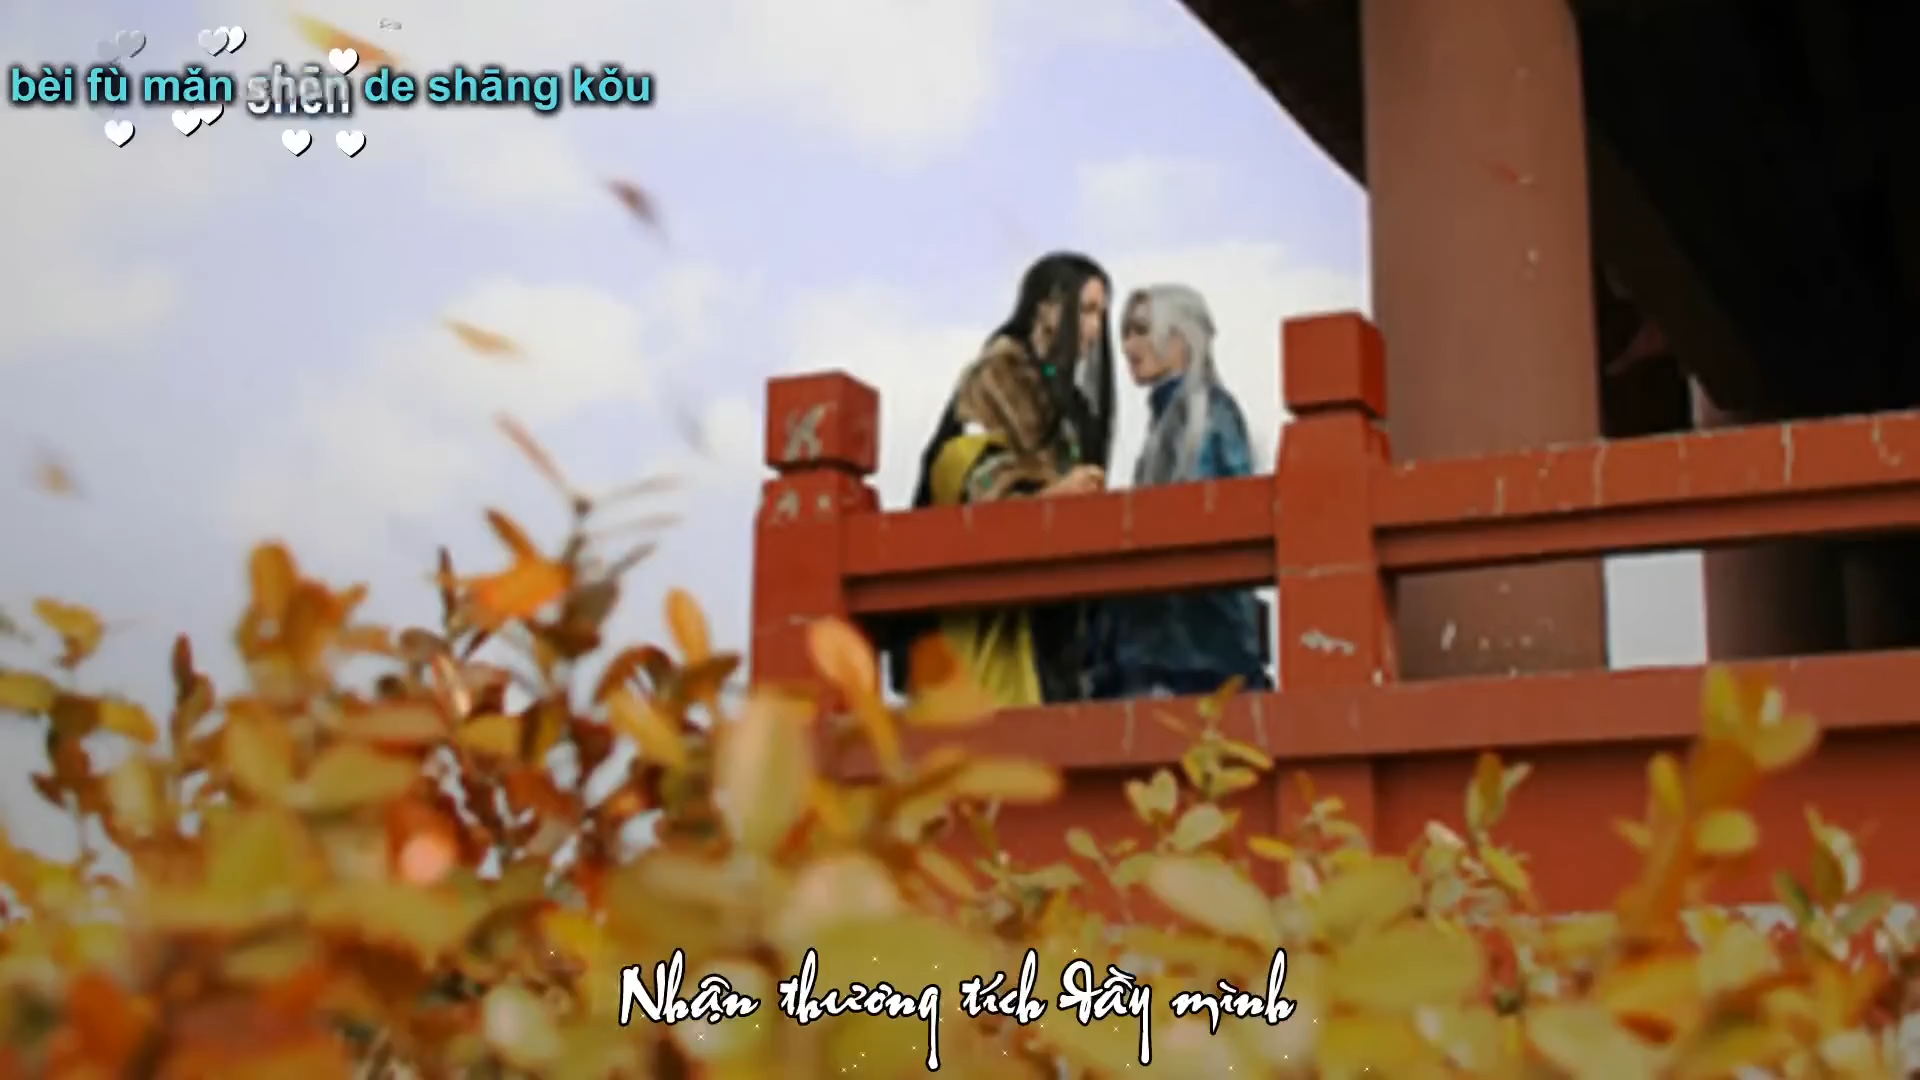 bèi fù mǎn shēn de shāng kǒu
Nhận thương tích đầy mình